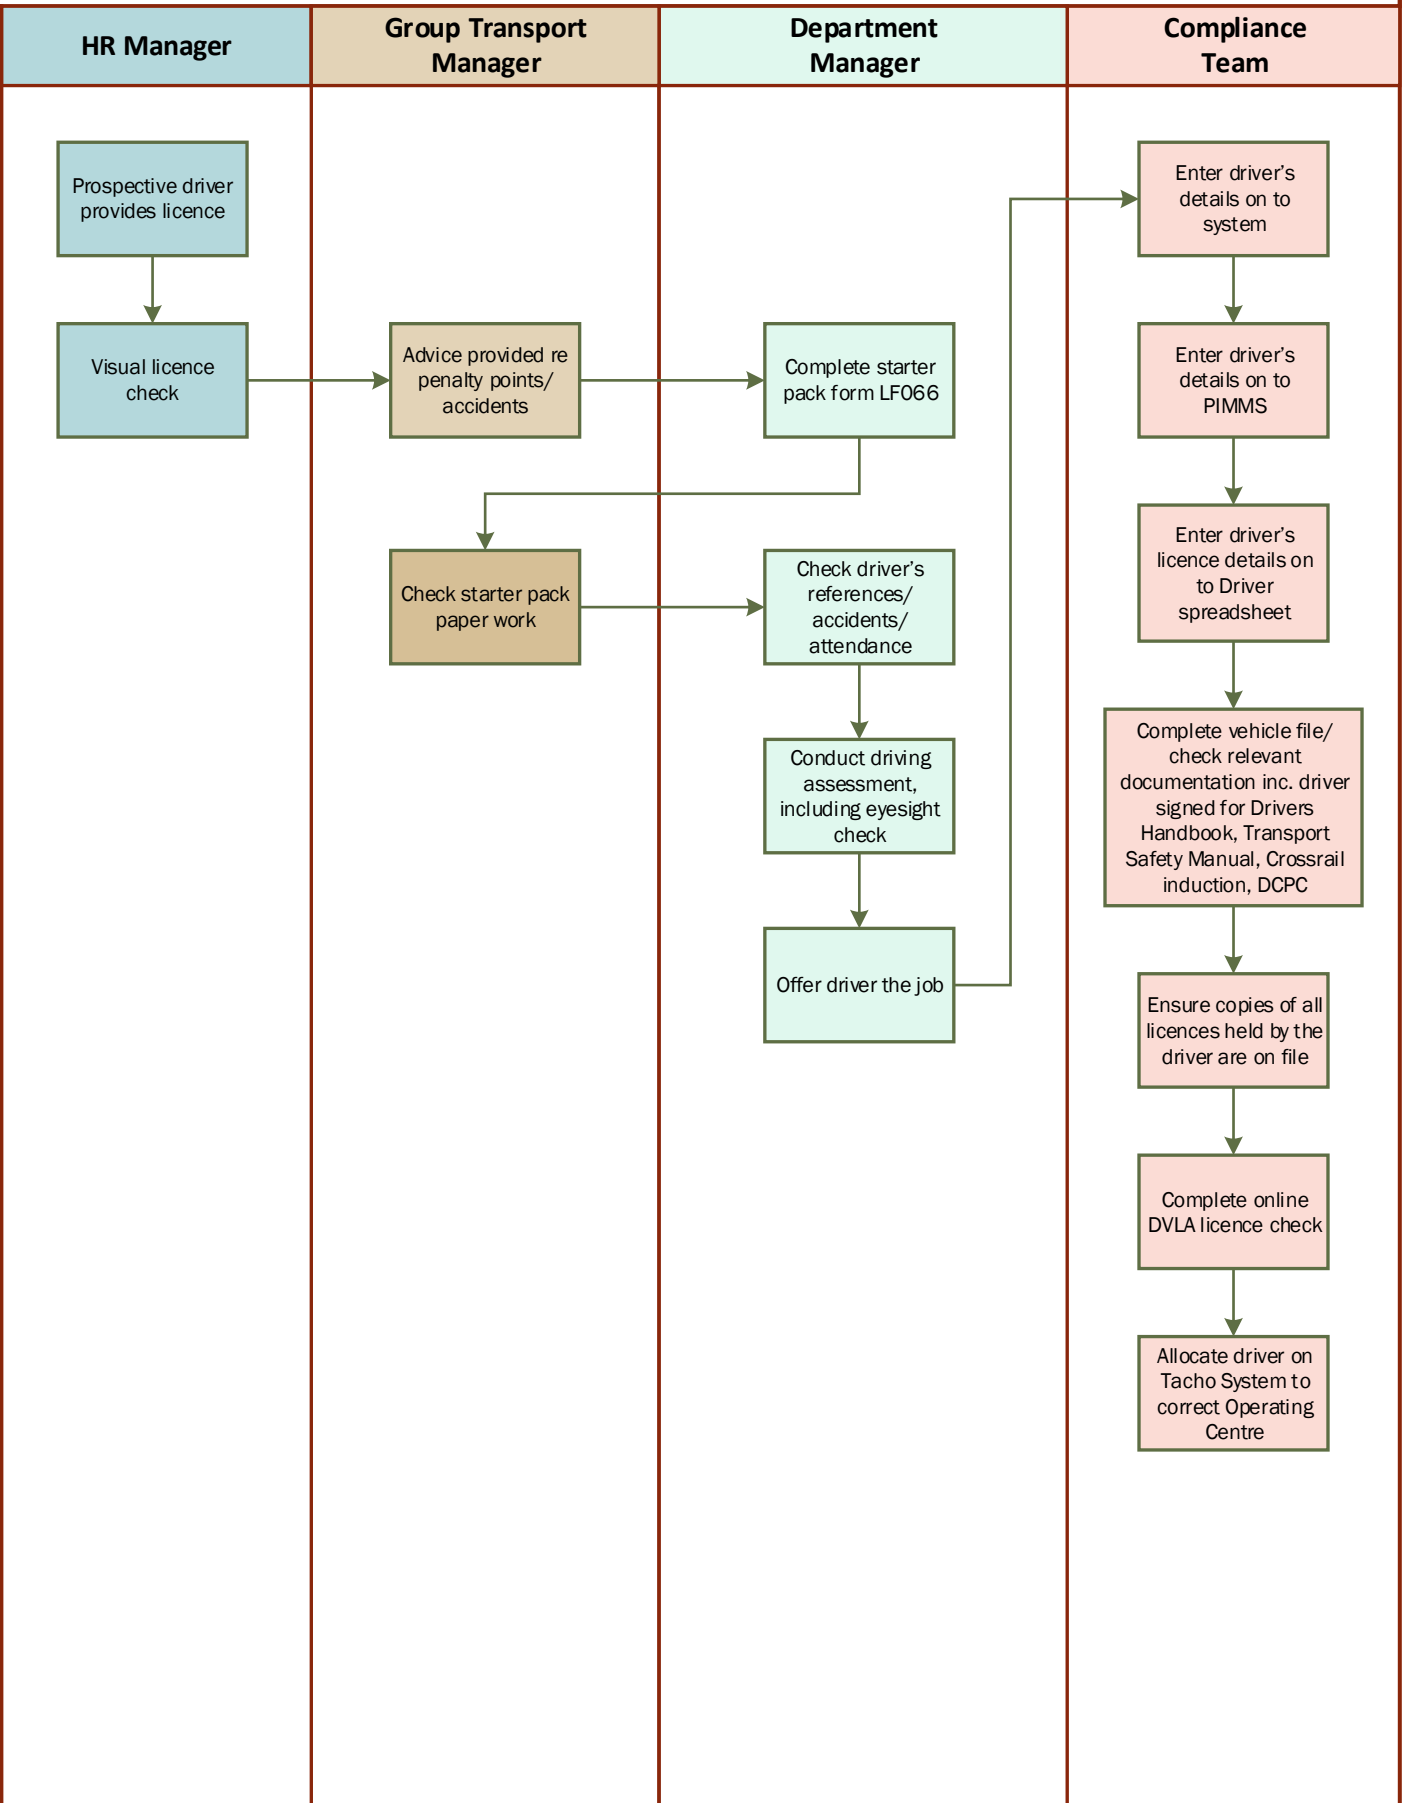 HR Manager
Group Transport
Manager
Department
Manager
Compliance
Team
Prospective driver
provides licence
Visual licence
check
Advice provided re
penalty points/
accidents
Complete starter
pack form LF066
Check starter pack
paper work
Check driver’s
references/
accidents/
attendance
Conduct driving
assessment,
including eyesight
check
Offer driver the job
Enter driver’s
details on to
system
Enter driver’s
details on to
PIMMS
Enter driver’s
licence details on
to Driver
spreadsheet
Complete vehicle file/
check relevant
documentation inc. driver
signed for Drivers
Handbook, Transport
Safety Manual, Crossrail
induction, DCPC
Ensure copies of all
licences held by the
driver are on file
Complete online
DVLA licence check
Allocate driver on
Tacho System to
correct Operating
Centre